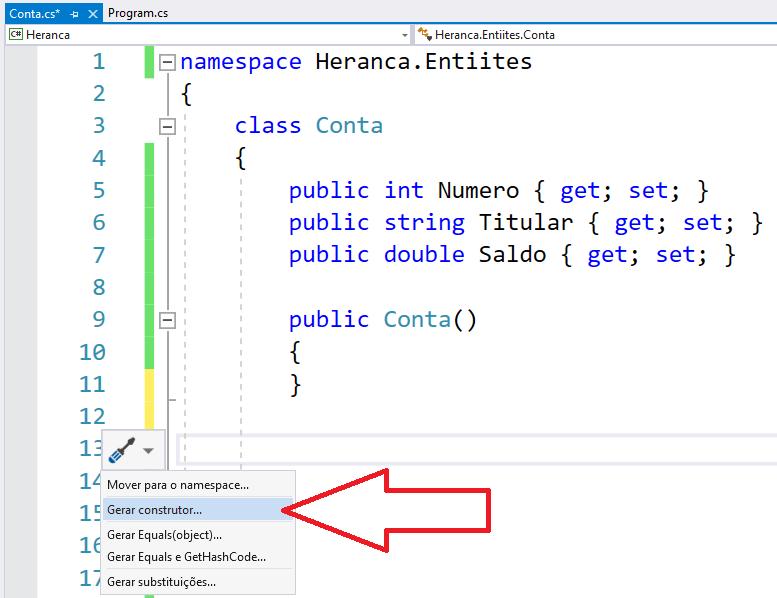 Conta.cs* Program.cs
C# Heranca Heranca.Entiites.Conta
1 namespace Heranca.Entiites
2 {
3 class Conta
4 {
5 public int Numero { get; set; }
6 public string Titular { get; set; }
7 public double Saldo { get; set; }
8
9 public Conta()
10 {
11 }
12
13
14 Mover para o namespace...
15 Gerar construtor...
16 Gerar Equals(object)...
Gerar Equals e GetHashCode...
17 Gerar substituições...